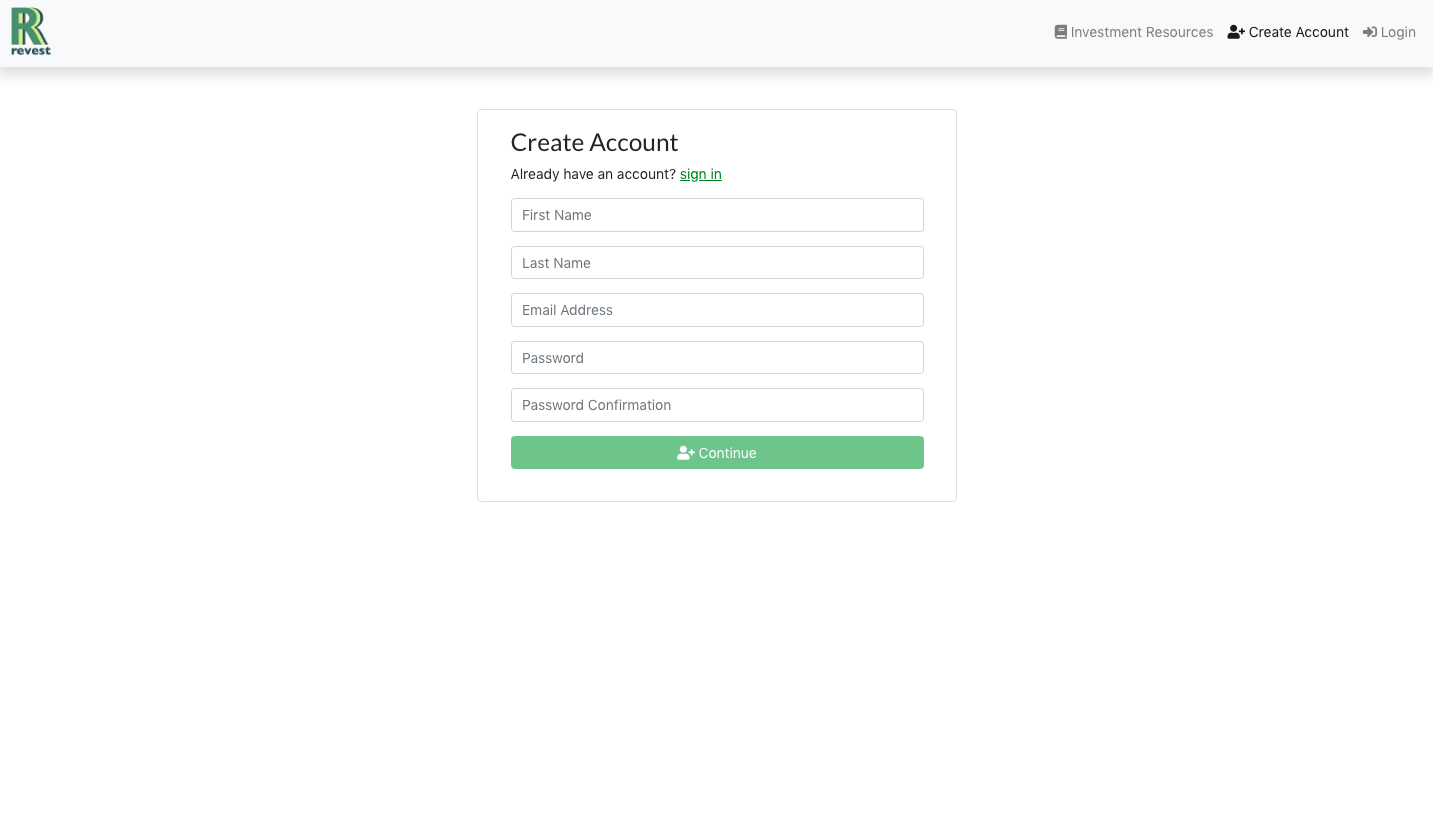 RR
revest
Investment Resources
Create Account
Login
Create Account
Already have an account? sign in
First Name
Last Name
Email Address
Password
Password Confirmation
Continue